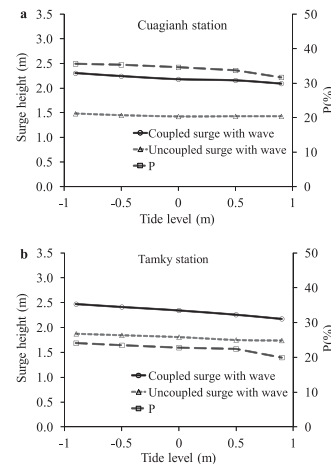 a
Cuagianh station
Surge height (m)
3.5
3.0
2.5
2.0
1.5
1.0
0.5
0.0
50
40
30
20
10
0
P(%)
Coupled surge with wave
Uncoupled surge with wave
P
-1 -0.5 0 0.5 1
Tide level (m)
b
Tamky station
Surge height (m)
3.5
3.0
2.5
2.0
1.5
1.0
0.5
0.0
50
40
30
20
10
0
P(%)
Coupled surge with wave
Uncoupled surge with wave
P
-1 -0.5 0 0.5 1
Tide level (m)